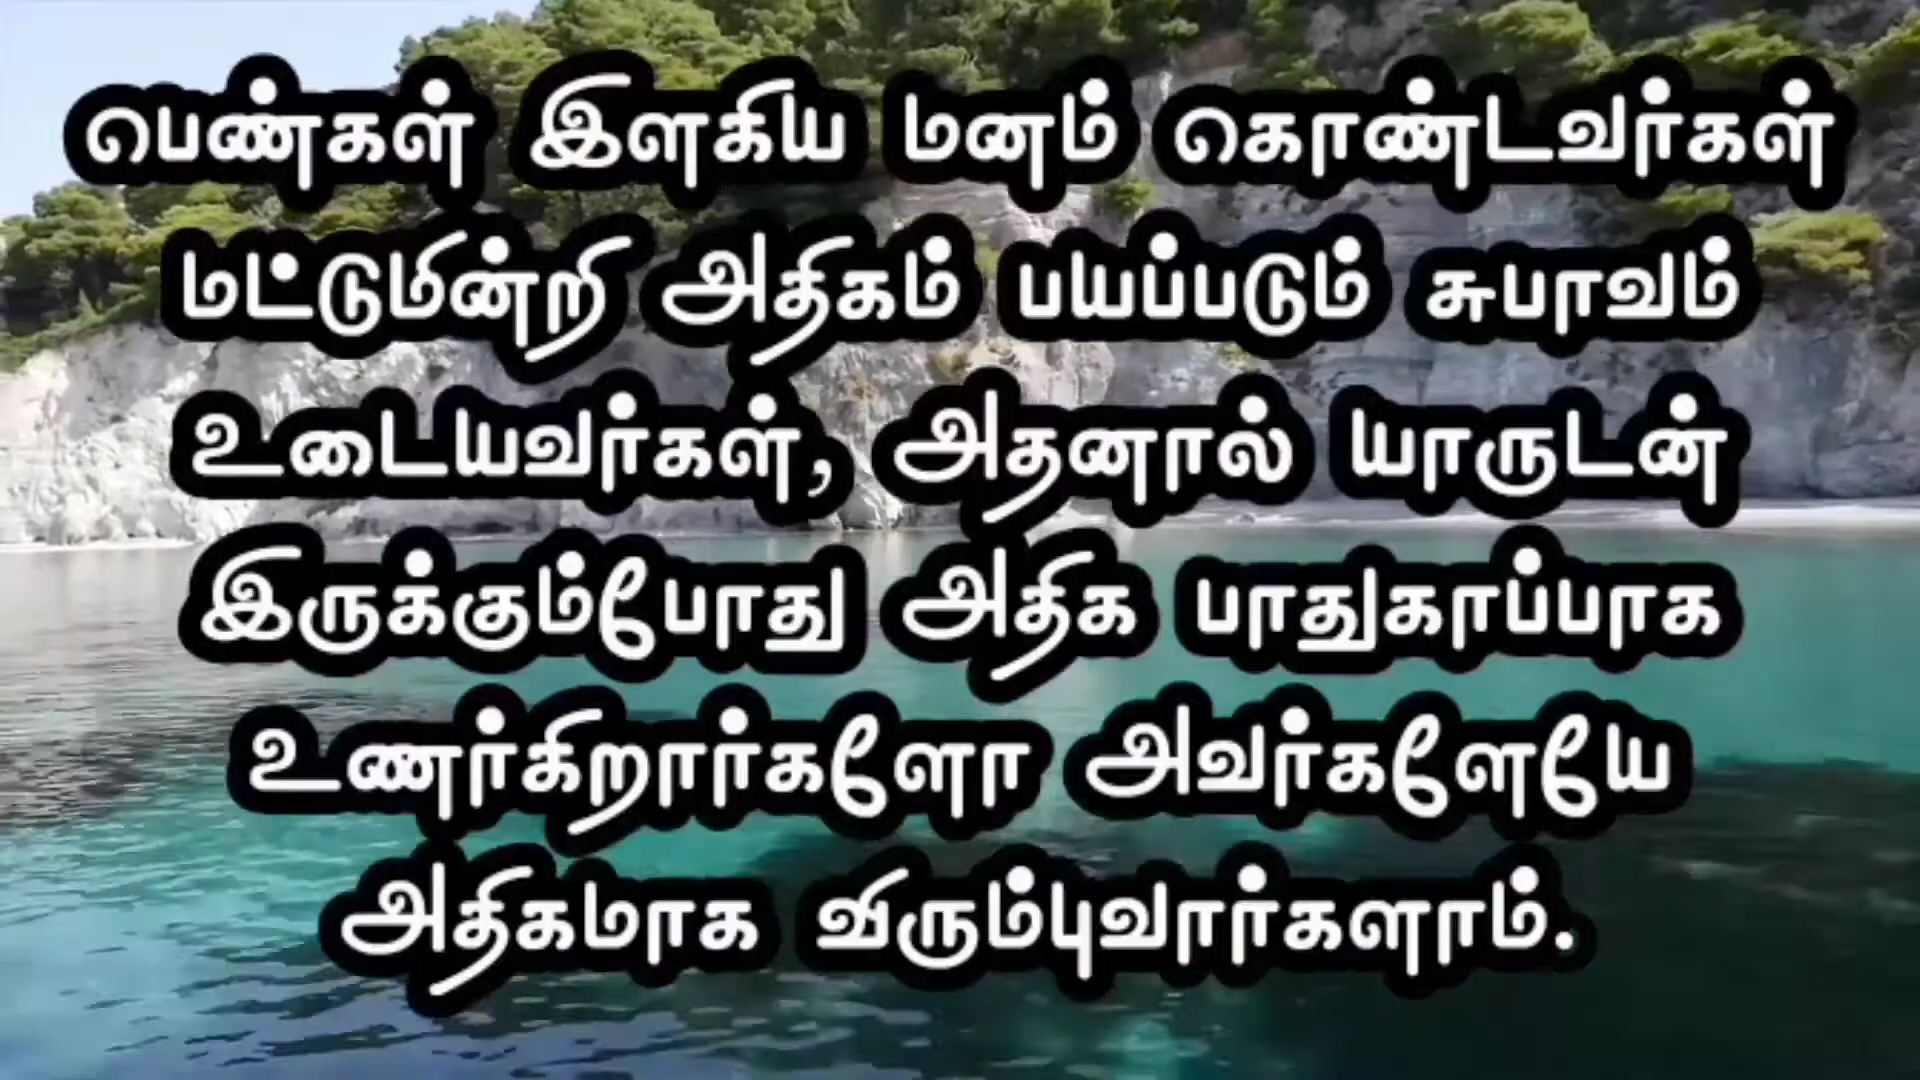 பெண்கள் இளகிய மனம் கொண்டவர்கள்
மட்டுமின்றி அதிகம் பயப்படும் சுபாவம்
உடையவர்கள், அதனால் யாருடன்
இருக்கும்போது அதிக பாதுகாப்பாக
உணர்கிறார்களோ அவர்களேயே
அதிகமாக விரும்புவார்களாம்.